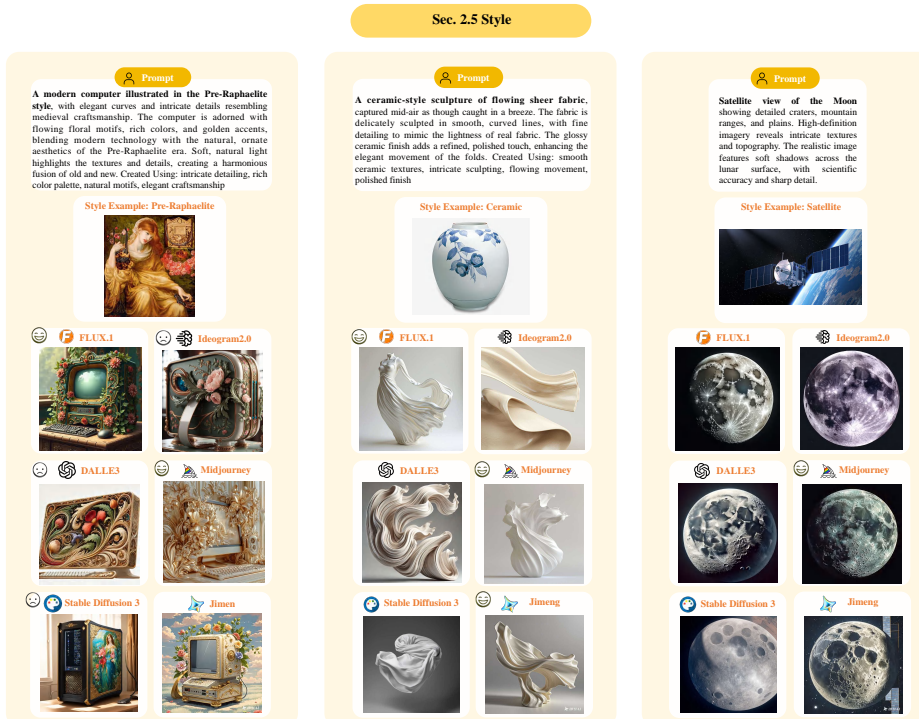 Sec. 2.5 Style
Prompt
A modern computer illustrated in the Pre-Raphaelite
style, with elegant curves and intricate details resembling
medieval craftsmanship. The computer is adorned with
flowing floral motifs, rich colors, and golden accents,
blending modern technology with the natural, ornate
aesthetics of the Pre-Raphaelite era. Soft, natural light
highlights the textures and details, creating a harmonious
fusion of old and new. Created Using: intricate detailing, rich
color palette, natural motifs, elegant craftsmanship
Style Example: Pre-Raphaelite
FLUX.1
Ideogram2.0
DALLE3
Midjourney
Stable Diffusion 3
Jimen
Prompt
A ceramic-style sculpture of flowing sheer fabric,
captured mid-air as though caught in a breeze. The fabric is
delicately sculpted in smooth, curved lines, with fine
detailing to mimic the lightness of real fabric. The glossy
ceramic finish adds a refined, polished touch, enhancing the
elegant movement of the folds. Created Using: smooth
ceramic textures, intricate sculpting, flowing movement,
polished finish
Style Example: Ceramic
FLUX.1
Ideogram2.0
DALLE3
Midjourney
Stable Diffusion 3
Jimeng
Prompt
Satellite view of the Moon
showing detailed craters, mountain
ranges, and plains. High-definition
imagery reveals intricate textures
and topography. The realistic image
features soft shadows across the
lunar surface, with scientific
accuracy and sharp detail.
Style Example: Satellite
FLUX.1
Ideogram2.0
DALLE3
Midjourney
Stable Diffusion 3
Jimeng